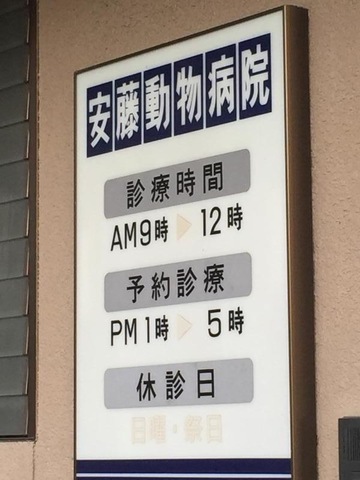 安藤動物病院
診療時間
AM9時 ▶ 12時
予約診療
PM1時 ▶ 5時
休診日
日曜・祭日